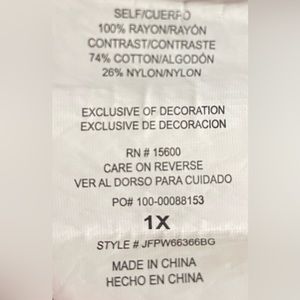 SELF/CUERPO
100% RAYON/RAYÓN
CONTRAST/CONTRASTE
74% COTTON/ALGODÓN
26% NYLON/NYLON
EXCLUSIVE OF DECORATION
EXCLUSIVE DE DECORACION
RN # 15600
CARE ON REVERSE
VER AL DORSO PARA CUIDADO
PO# 100-00088153
1X
STYLE # JFPW66366BG
MADE IN CHINA
HECHO EN CHINA